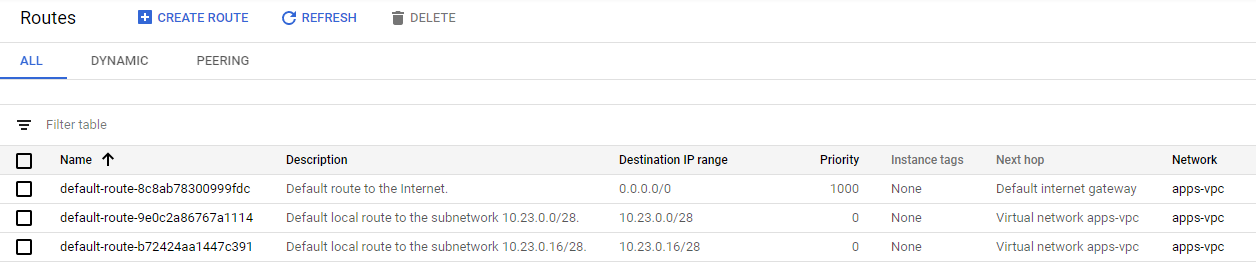 Routes CREATE ROUTE REFRESH DELETE
ALL DYNAMIC PEERING
Filter table
Name Description Destination IP range Priority Instance tags Next hop Network
default-route-8c8ab78300999fdc Default route to the Internet. 0.0.0.0/0 1000 None Default internet gateway apps-vpc
default-route-9e0c2a86767a1114 Default local route to the subnetwork 10.23.0.0/28. 10.23.0.0/28 0 None Virtual network apps-vpc apps-vpc
default-route-b72424aa1447c391 Default local route to the subnetwork 10.23.0.16/28. 10.23.0.16/28 0 None Virtual network apps-vpc apps-vpc